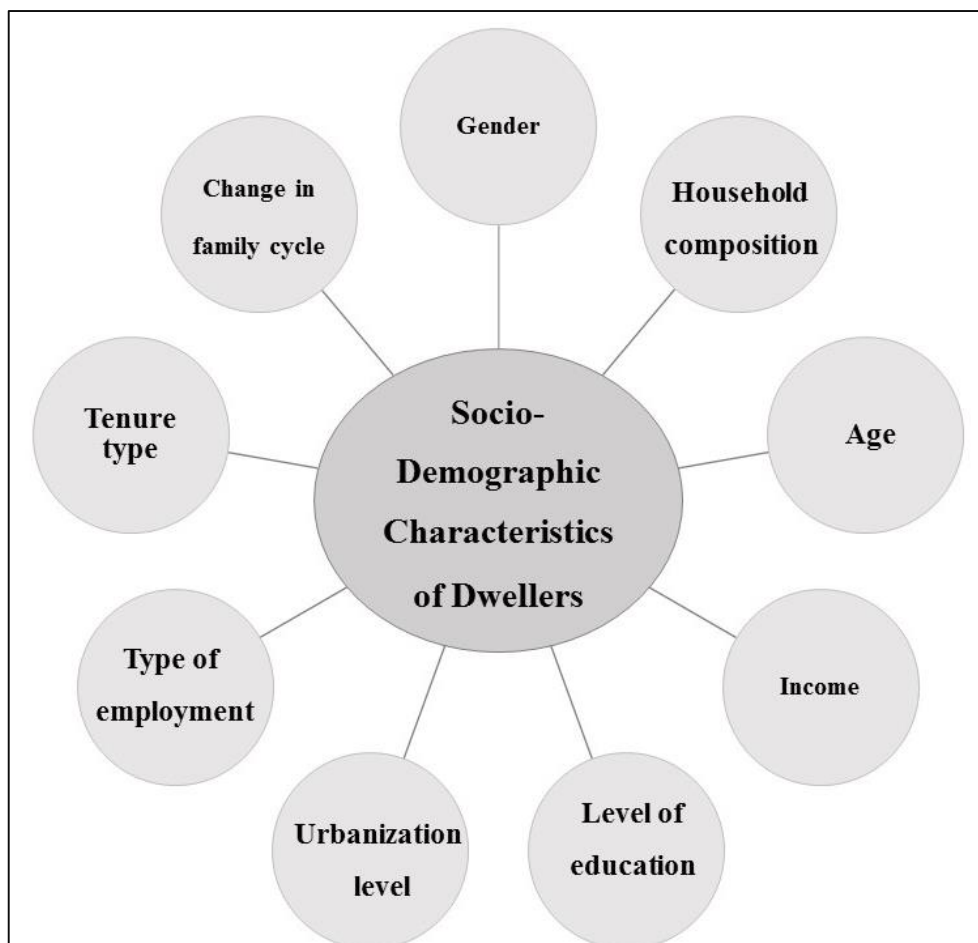 Gender
Household
composition
Age
Income
Level of
education
Urbanization
level
Type of
employment
Tenure
type
Change in
family cycle
Socio-
Demographic
Characteristics
of Dwellers